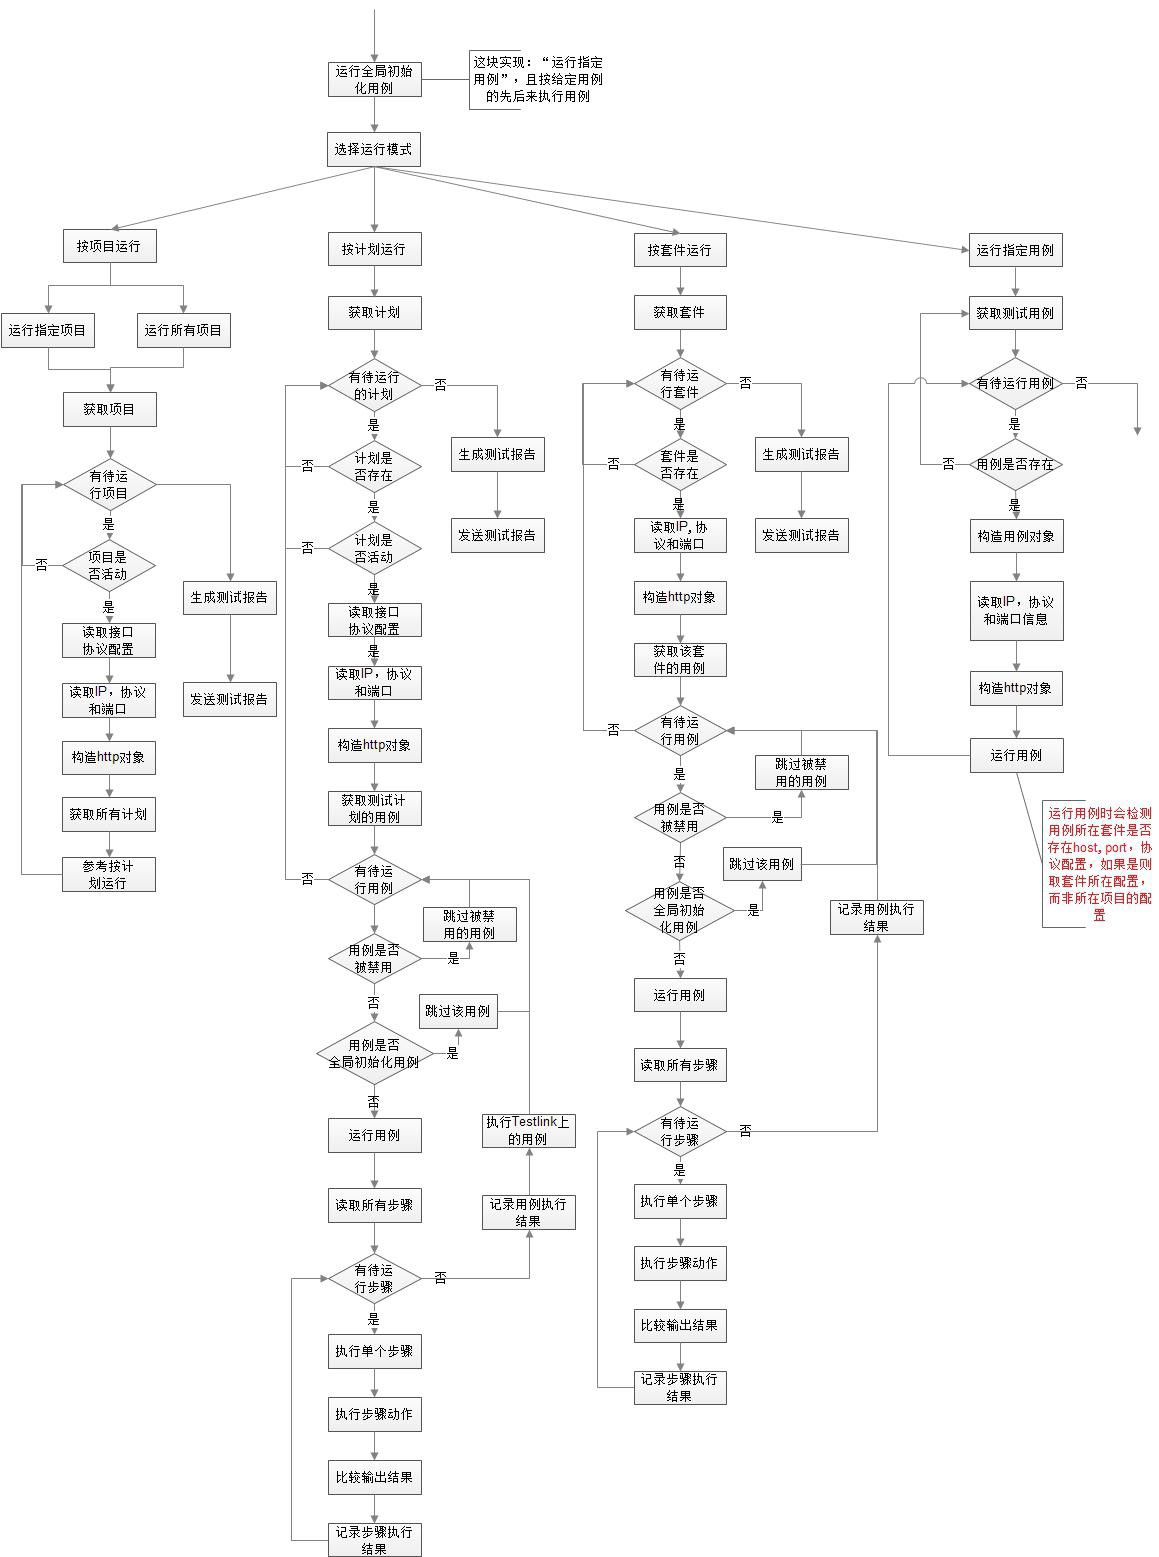 运行全局初始
化用例
这块实现：“运行指定
用例”，且按给定用例
的先后来执行用例
选择运行模式
按项目运行
运行指定项目
运行所有项目
获取项目
有待运
行项目
是
项目是
否活动
否
是
读取接口
协议配置
读取IP，协议
和端口
构造http对象
获取所有计划
参考按计
划运行
生成测试报告
发送测试报告
按计划运行
获取计划
有待运行
的计划
否
是
计划是
否存在
否
是
计划是
否活动
否
是
读取接口
协议配置
是
读取IP，协议
和端口
构造http对象
获取测试计
划的用例
有待运
行用例
否
用例是否
被禁用
是
跳过被禁
用的用例
否
用例是否
全局初始化用例
是
跳过该用例
否
运行用例
读取所有步骤
有待运
行步骤
否
是
执行单个步骤
执行步骤动作
比较输出结果
记录步骤执行
结果
记录用例执行
结果
执行Testlink上
的用例
生成测试报告
发送测试报告
按套件运行
获取套件
有待运
行套件
否
是
套件是
否存在
否
是
读取IP, 协
议和端口
构造http对象
获取该套
件的用例
有待运
行用例
否
是
用例是否
被禁用
是
跳过被禁
用的用例
否
用例是否
全局初始
化用例
是
跳过该用例
否
运行用例
读取所有步骤
有待运
行步骤
否
是
执行单个步骤
执行步骤动作
比较输出结果
记录步骤执行
结果
记录用例执行
结果
生成测试报告
发送测试报告
运行指定用例
获取测试用例
有待运行用例
否
是
用例是否存在
否
是
构造用例对象
读取IP，协议
和端口信息
构造http对象
运行用例
运行用例时会检测
用例所在套件是否
存在host, port，协
议配置，如果是则
取套件所在配置，
而非所在项目的配
置